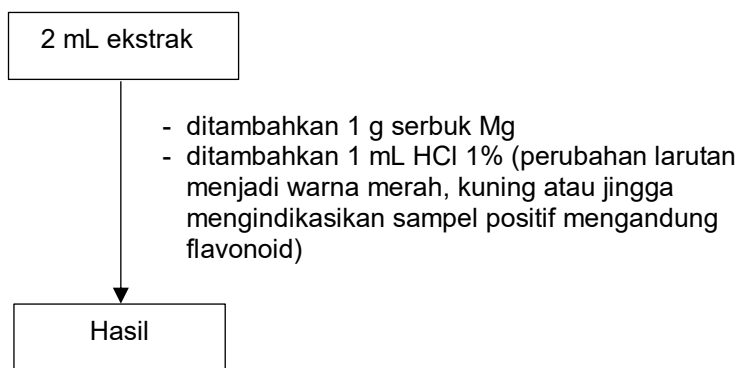 2 mL ekstrak
- ditambahkan 1 g serbuk Mg
- ditambahkan 1 mL HCl 1% (perubahan larutan
menjadi warna merah, kuning atau jingga
mengindikasikan sampel positif mengandung
flavonoid)
Hasil